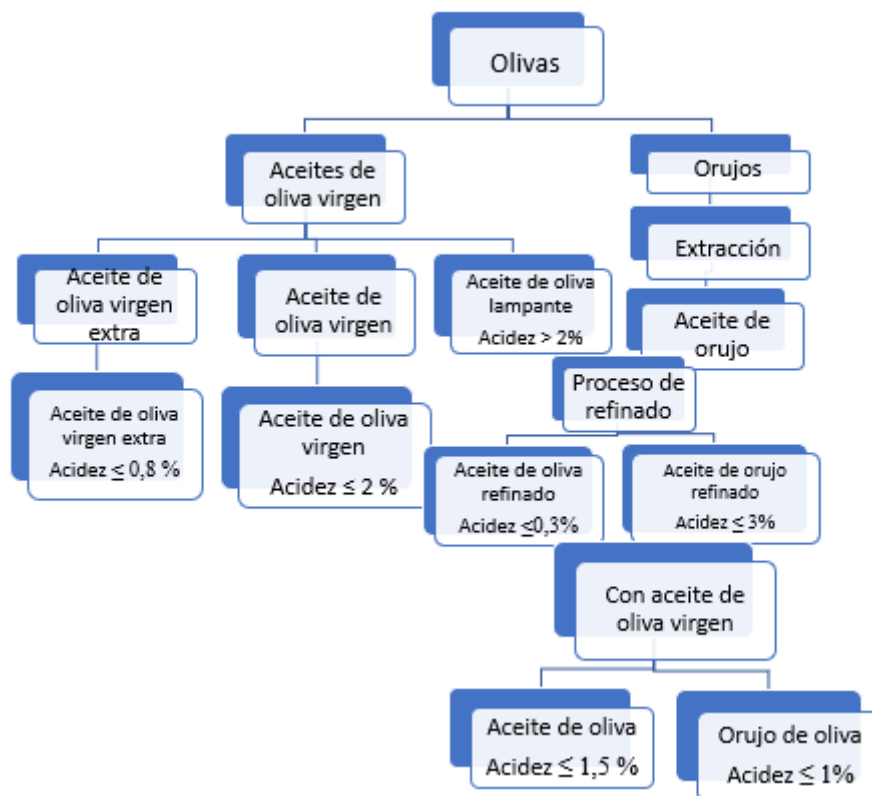 Olivas
Aceites de
oliva virgen
Orujos
Extracción
Aceite de
oliva virgen
extra
Aceite de
oliva virgen
Aceite de oliva
lampante
Acidez > 2%
Aceite de
orujo
Proceso de
refinado
Aceite de oliva
virgen extra
Acidez ≤ 0,8 %
Aceite de oliva
virgen
Acidez ≤ 2 %
Aceite de oliva
refinado
Acidez ≤0,3%
Aceite de orujo
refinado
Acidez ≤ 3%
Con aceite de
oliva virgen
Aceite de oliva
Acidez ≤ 1,5 %
Orujo de oliva
Acidez ≤ 1%